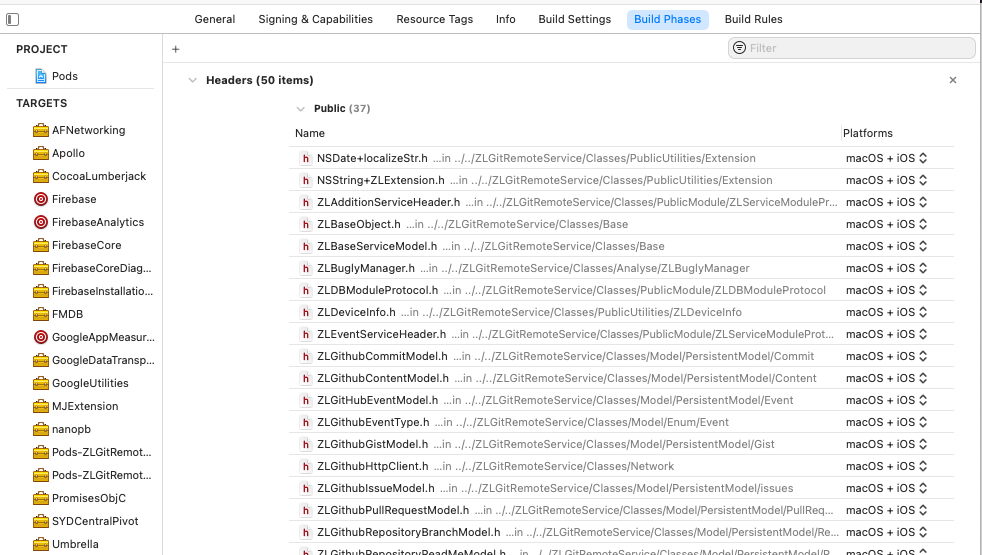 General Signing & Capabilities Resource Tags Info Build Settings Build Phases Build Rules
PROJECT
Pods
TARGETS
AFNetworking
Apollo
CocoaLumberjack
Firebase
FirebaseAnalytics
FirebaseCore
FirebaseCoreDiag...
FirebaseInstallatio...
FMDB
GoogleAppMeasur...
GoogleDataTransp...
GoogleUtilities
MJExtension
nanopb
Pods-ZLGitRemot...
Pods-ZLGitRemot...
PromisesObjC
SYDCentralPivot
Umbrella
+ Filter
Headers (50 items) ×
Public (37)
Name Platforms
h NSDate+localizeStr.h ...in ../../ZLGitRemoteService/Classes/PublicUtilities/Extension macOS + iOS
h NSString+ZLExtension.h ...in ../../ZLGitRemoteService/Classes/PublicUtilities/Extension macOS + iOS
h ZLAdditionServiceHeader.h ...in ../../ZLGitRemoteService/Classes/PublicModule/ZLServiceModulePr... macOS + iOS
h ZLBaseObject.h ...in ../../ZLGitRemoteService/Classes/Base macOS + iOS
h ZLBaseServiceModel.h ...in ../../ZLGitRemoteService/Classes/Base macOS + iOS
h ZLBuglyManager.h ...in ../../ZLGitRemoteService/Classes/Analyse/ZLBuglyManager macOS + iOS
h ZLDBModuleProtocol.h ...in ../../ZLGitRemoteService/Classes/PublicModule/ZLDBModuleProtocol macOS + iOS
h ZLDeviceInfo.h ...in ../../ZLGitRemoteService/Classes/PublicUtilities/ZLDeviceInfo macOS + iOS
h ZLEventServiceHeader.h ...in ../../ZLGitRemoteService/Classes/PublicModule/ZLServiceModuleProt... macOS + iOS
h ZLGithubCommitModel.h ...in ../../ZLGitRemoteService/Classes/Model/PersistentModel/Commit macOS + iOS
h ZLGithubContentModel.h ...in ../../ZLGitRemoteService/Classes/Model/PersistentModel/Content macOS + iOS
h ZLGitHubEventModel.h ...in ../../ZLGitRemoteService/Classes/Model/PersistentModel/Event macOS + iOS
h ZLGithubEventType.h ...in ../../ZLGitRemoteService/Classes/Model/Enum/Event macOS + iOS
h ZLGithubGistModel.h ...in ../../ZLGitRemoteService/Classes/Model/PersistentModel/Gist macOS + iOS
h ZLGithubHttpClient.h ...in ../../ZLGitRemoteService/Classes/Network macOS + iOS
h ZLGithubIssueModel.h ...in ../../ZLGitRemoteService/Classes/Model/PersistentModel/issues macOS + iOS
h ZLGithubPullRequestModel.h ...in ../../ZLGitRemoteService/Classes/Model/PersistentModel/PullReq... macOS + iOS
h ZLGithubRepositoryBranchModel.h ...in ../../ZLGitRemoteService/Classes/Model/PersistentModel/Re... macOS + iOS
h ZLGithubRepositoryReadMeModel.h ...in ../../ZLGitRemoteService/Classes/Model/PersistentModel/R... macOS + iOS